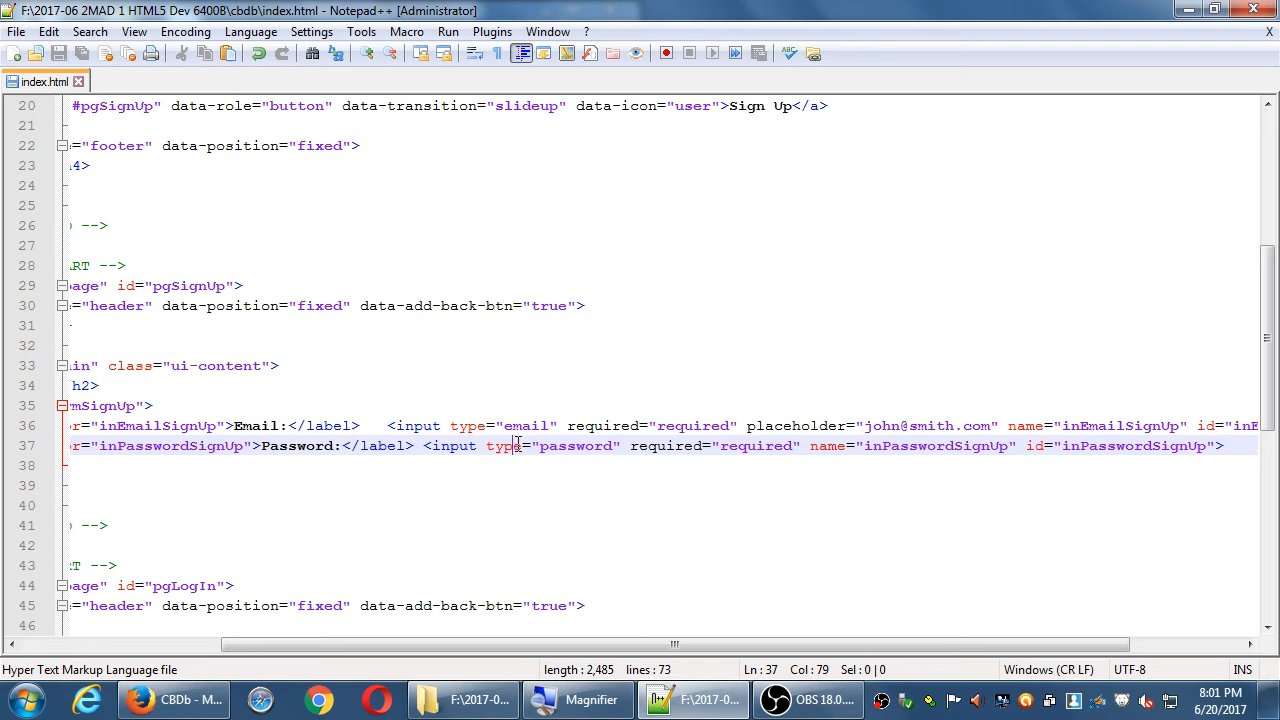 F:\2017-06 2MAD 1 HTML5 Dev 6400B\cbdb\index.html - Notepad++ [Administrator]
File Edit Search View Encoding Language Settings Tools Macro Run Plugins Window ? X
index.html
20 #pgSignUp" data-role="button" data-transition="slideup" data-icon="user">Sign Up</a>
21
22 ="footer" data-position="fixed">
23 h4>
24
25
26 -->
27
28 ART -->
29 page" id="pgSignUp">
30 ="header" data-position="fixed" data-add-back-btn="true">
31
32
33 ain" class="ui-content">
34 h2>
35 rmSignUp">
36 or="inEmailSignUp">Email:</label> <input type="email" required="required" placeholder="john@smith.com" name="inEmailSignUp" id="inE
37 or="inPasswordSignUp">Password:</label> <input type="password" required="required" name="inPasswordSignUp" id="inPasswordSignUp">
38
39
40
41 -->
42
43 RT -->
44 page" id="pgLogIn">
45 ="header" data-position="fixed" data-add-back-btn="true">
46
Hyper Text Markup Language file length : 2,485 lines : 73 Ln : 37 Col : 79 Sel : 0 | 0 Windows (CR LF) UTF-8 INS
CBDb - M... F:\2017-0... Magnifier F:\2017-0... OBS 18.0.... 8:01 PM
6/20/2017